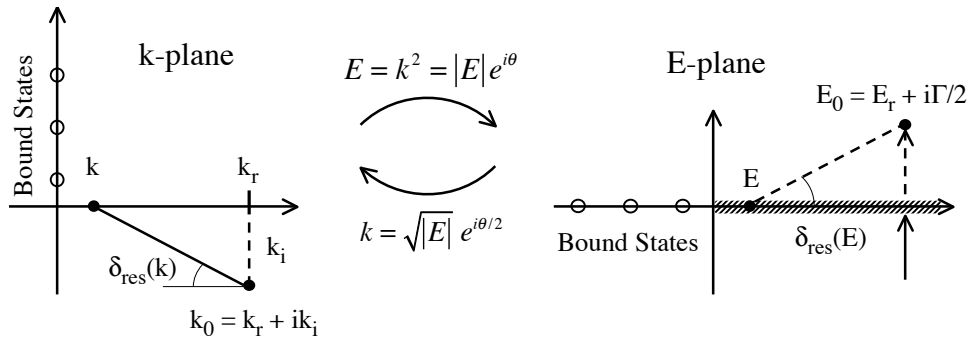 k-plane
Bound States
k
k_r
k_i
δ_res(k)
k_0 = k_r + ik_i
E = k² = |E| e^{iθ}
k = √|E| e^{iθ/2}
E-plane
E_0 = E_r + iΓ/2
E
Bound States
δ_res(E)